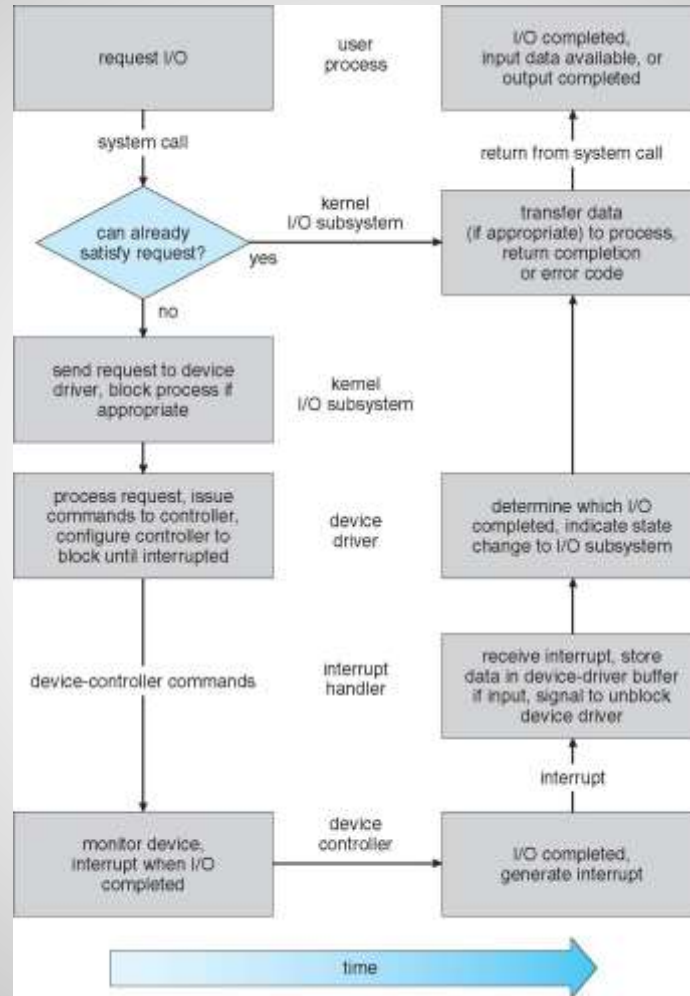 request I/O
user
process
I/O completed,
input data available, or
output completed
system call
return from system call
can already
satisfy request?
kernel
I/O subsystem
yes
transfer data
(if appropriate) to process,
return completion
or error code
no
send request to device
driver, block process if
appropriate
kernel
I/O subsystem
process request, issue
commands to controller,
configure controller to
block until interrupted
device
driver
determine which I/O
completed, indicate state
change to I/O subsystem
device-controller commands
interrupt
handler
receive interrupt, store
data in device-driver buffer
if input, signal to unblock
device driver
interrupt
monitor device,
interrupt when I/O
completed
device
controller
I/O completed,
generate interrupt
time